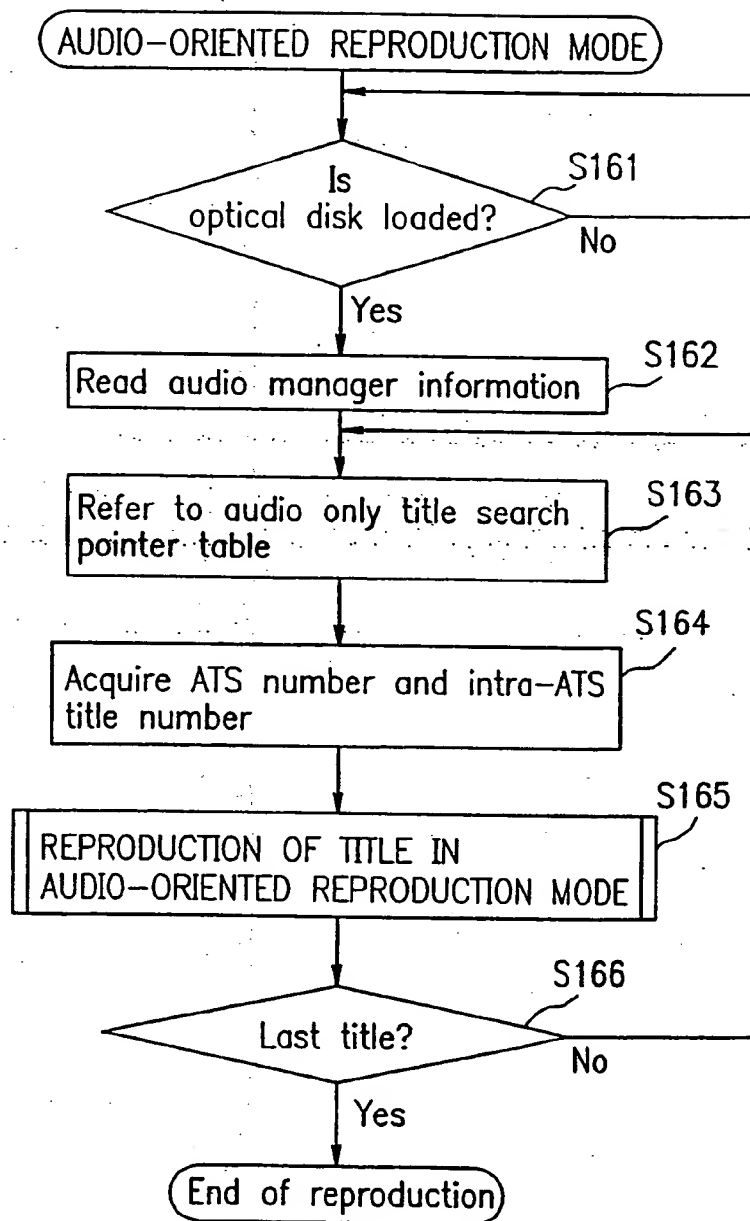 AUDIO-ORIENTED REPRODUCTION MODE
S161
Is
optical disk loaded?
No
Yes
S162
Read audio manager information
S163
Refer to audio only title search
pointer table
S164
Acquire ATS number and intra-ATS
title number
S165
REPRODUCTION OF TITLE IN
AUDIO-ORIENTED REPRODUCTION MODE
S166
Last title?
No
Yes
End of reproduction